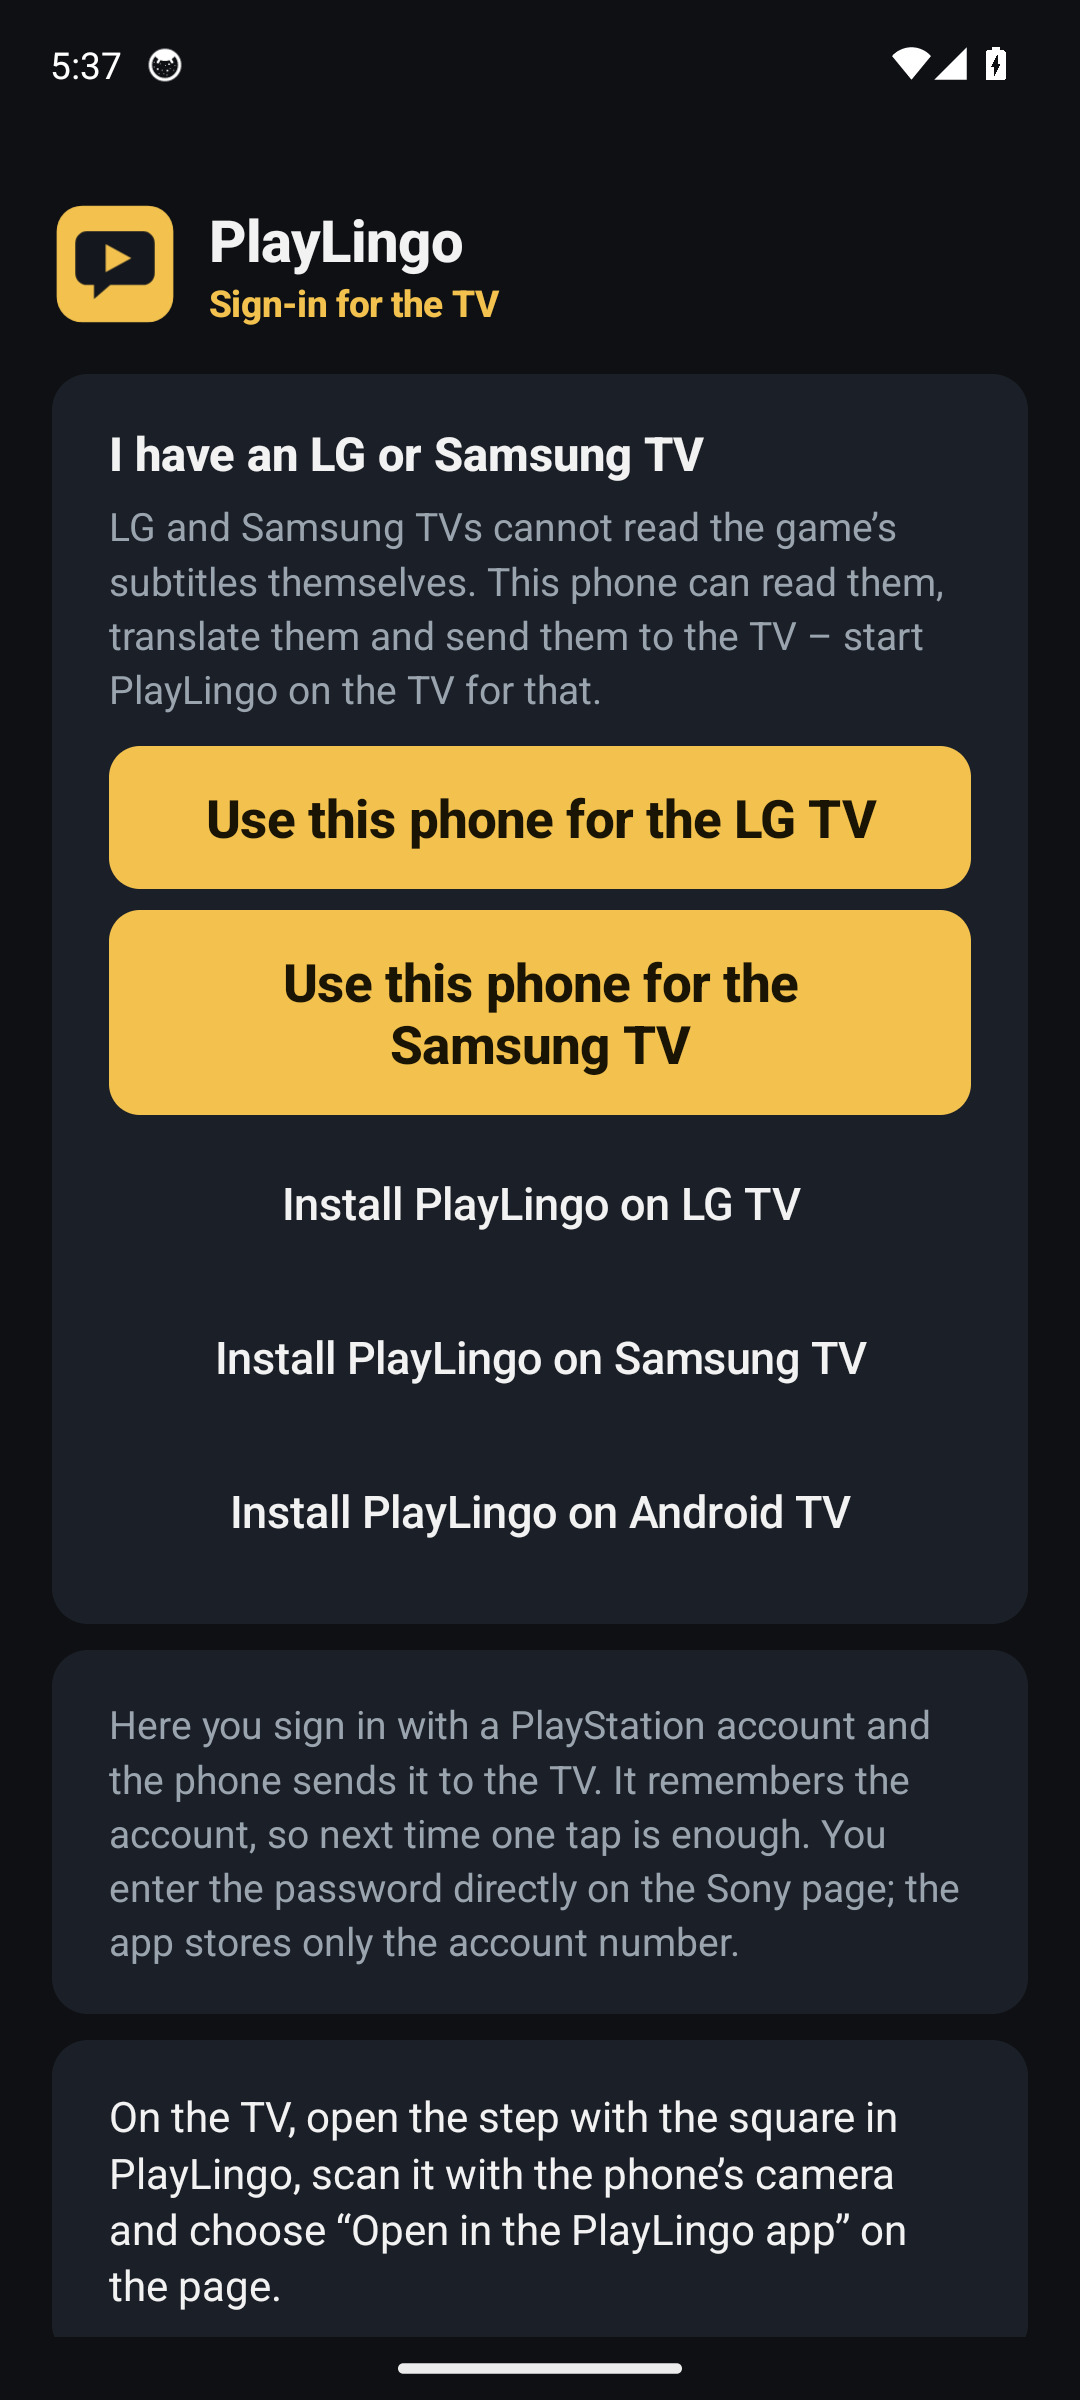 5:37
PlayLingo
Sign-in for the TV
I have an LG or Samsung TV
LG and Samsung TVs cannot read the game’s
subtitles themselves. This phone can read them,
translate them and send them to the TV – start
PlayLingo on the TV for that.
Use this phone for the LG TV
Use this phone for the
Samsung TV
Install PlayLingo on LG TV
Install PlayLingo on Samsung TV
Install PlayLingo on Android TV
Here you sign in with a PlayStation account and
the phone sends it to the TV. It remembers the
account, so next time one tap is enough. You
enter the password directly on the Sony page; the
app stores only the account number.
On the TV, open the step with the square in
PlayLingo, scan it with the phone’s camera
and choose “Open in the PlayLingo app” on
the page.